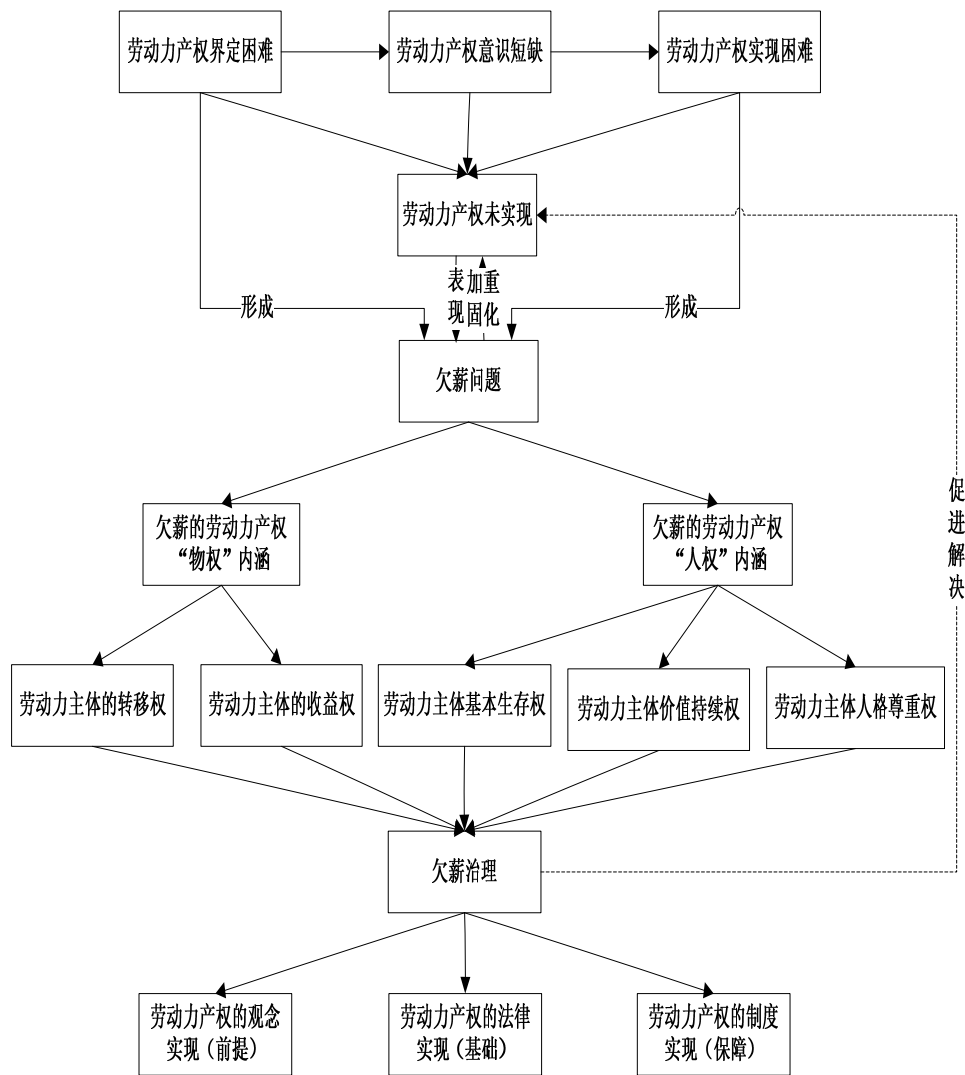 劳动力产权界定困难
劳动力产权意识短缺
劳动力产权实现困难
劳动力产权未实现
表
现
加重
固化
形成
形成
欠薪问题
促
进
解
决
欠薪的劳动力产权
“物权”内涵
欠薪的劳动力产权
“人权”内涵
劳动力主体的转移权
劳动力主体的收益权
劳动力主体基本生存权
劳动力主体价值持续权
劳动力主体人格尊重权
欠薪治理
劳动力产权的观念
实现（前提）
劳动力产权的法律
实现（基础）
劳动力产权的制度
实现（保障）